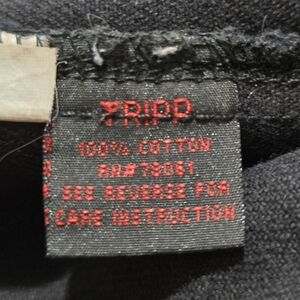 TRIPP
100% COTTON
RN#78061
SEE REVERSE FOR
CARE INSTRUCTION